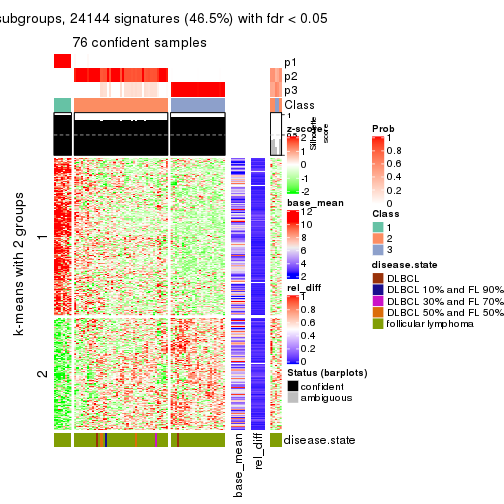 subgroups, 24144 signatures (46.5%) with fdr < 0.05
76 confident samples
p1
p2
p3
Class
1
Silhouette
score
k-means with 2 groups
1
2
base_mean
rel_diff
disease.state
z-score
2
1
0
-1
-2
base_mean
12
10
8
6
4
2
rel_diff
1
0.8
0.6
0.4
0.2
0
Status (barplots)
confident
ambiguous
Prob
1
0.8
0.6
0.4
0.2
0
Class
1
2
3
disease.state
DLBCL
DLBCL 10% and FL 90%
DLBCL 30% and FL 70%
DLBCL 50% and FL 50%
follicular lymphoma